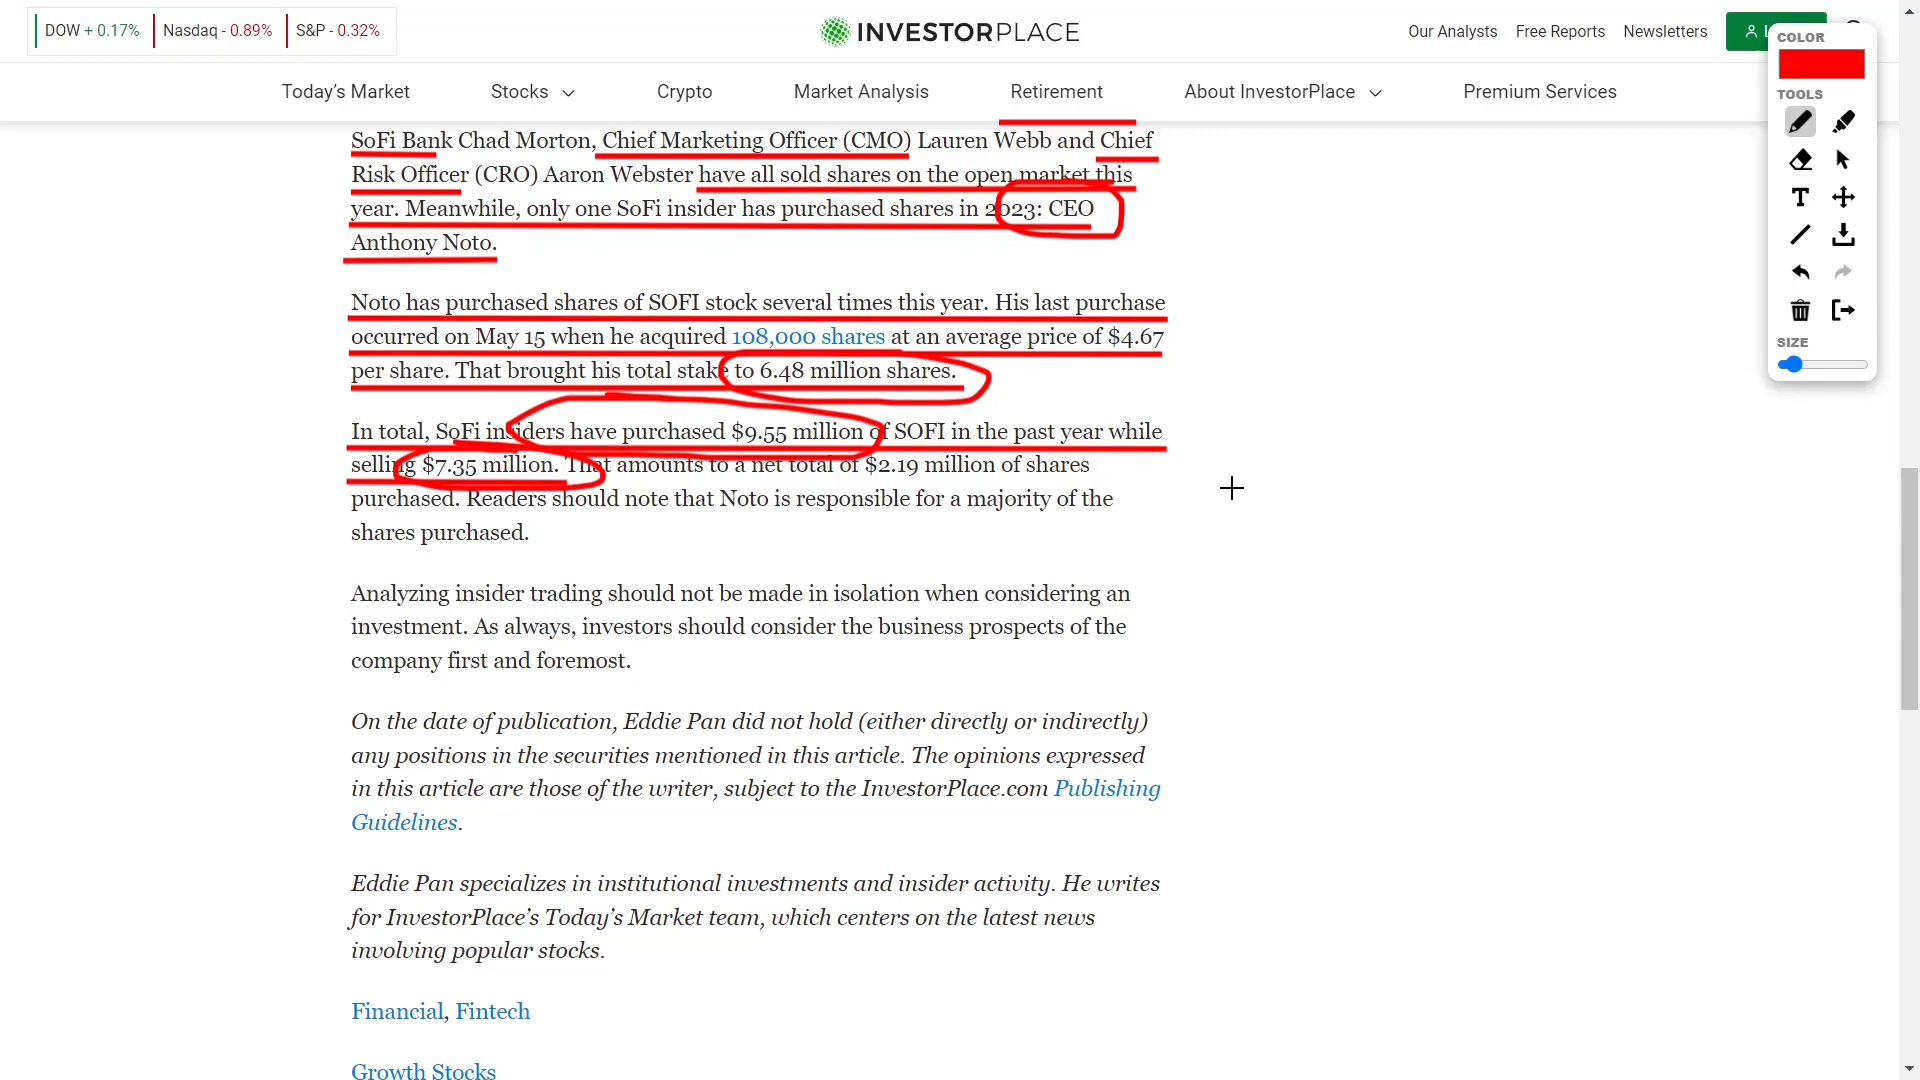 DOW + 0.17% Nasdaq - 0.89% S&P - 0.32%
INVESTORPLACE
Our Analysts Free Reports Newsletters
COLOR
TOOLS
SIZE
Today’s Market Stocks Crypto Market Analysis Retirement About InvestorPlace Premium Services
SoFi Bank Chad Morton, Chief Marketing Officer (CMO) Lauren Webb and Chief
Risk Officer (CRO) Aaron Webster have all sold shares on the open market this
year. Meanwhile, only one SoFi insider has purchased shares in 2023: CEO
Anthony Noto.
Noto has purchased shares of SOFI stock several times this year. His last purchase
occurred on May 15 when he acquired 108,000 shares at an average price of $4.67
per share. That brought his total stake to 6.48 million shares.
In total, SoFi insiders have purchased $9.55 million of SOFI in the past year while
selling $7.35 million. That amounts to a net total of $2.19 million of shares
purchased. Readers should note that Noto is responsible for a majority of the
shares purchased.
Analyzing insider trading should not be made in isolation when considering an
investment. As always, investors should consider the business prospects of the
company first and foremost.
On the date of publication, Eddie Pan did not hold (either directly or indirectly)
any positions in the securities mentioned in this article. The opinions expressed
in this article are those of the writer, subject to the InvestorPlace.com Publishing
Guidelines.
Eddie Pan specializes in institutional investments and insider activity. He writes
for InvestorPlace’s Today’s Market team, which centers on the latest news
involving popular stocks.
Financial, Fintech
Growth Stocks